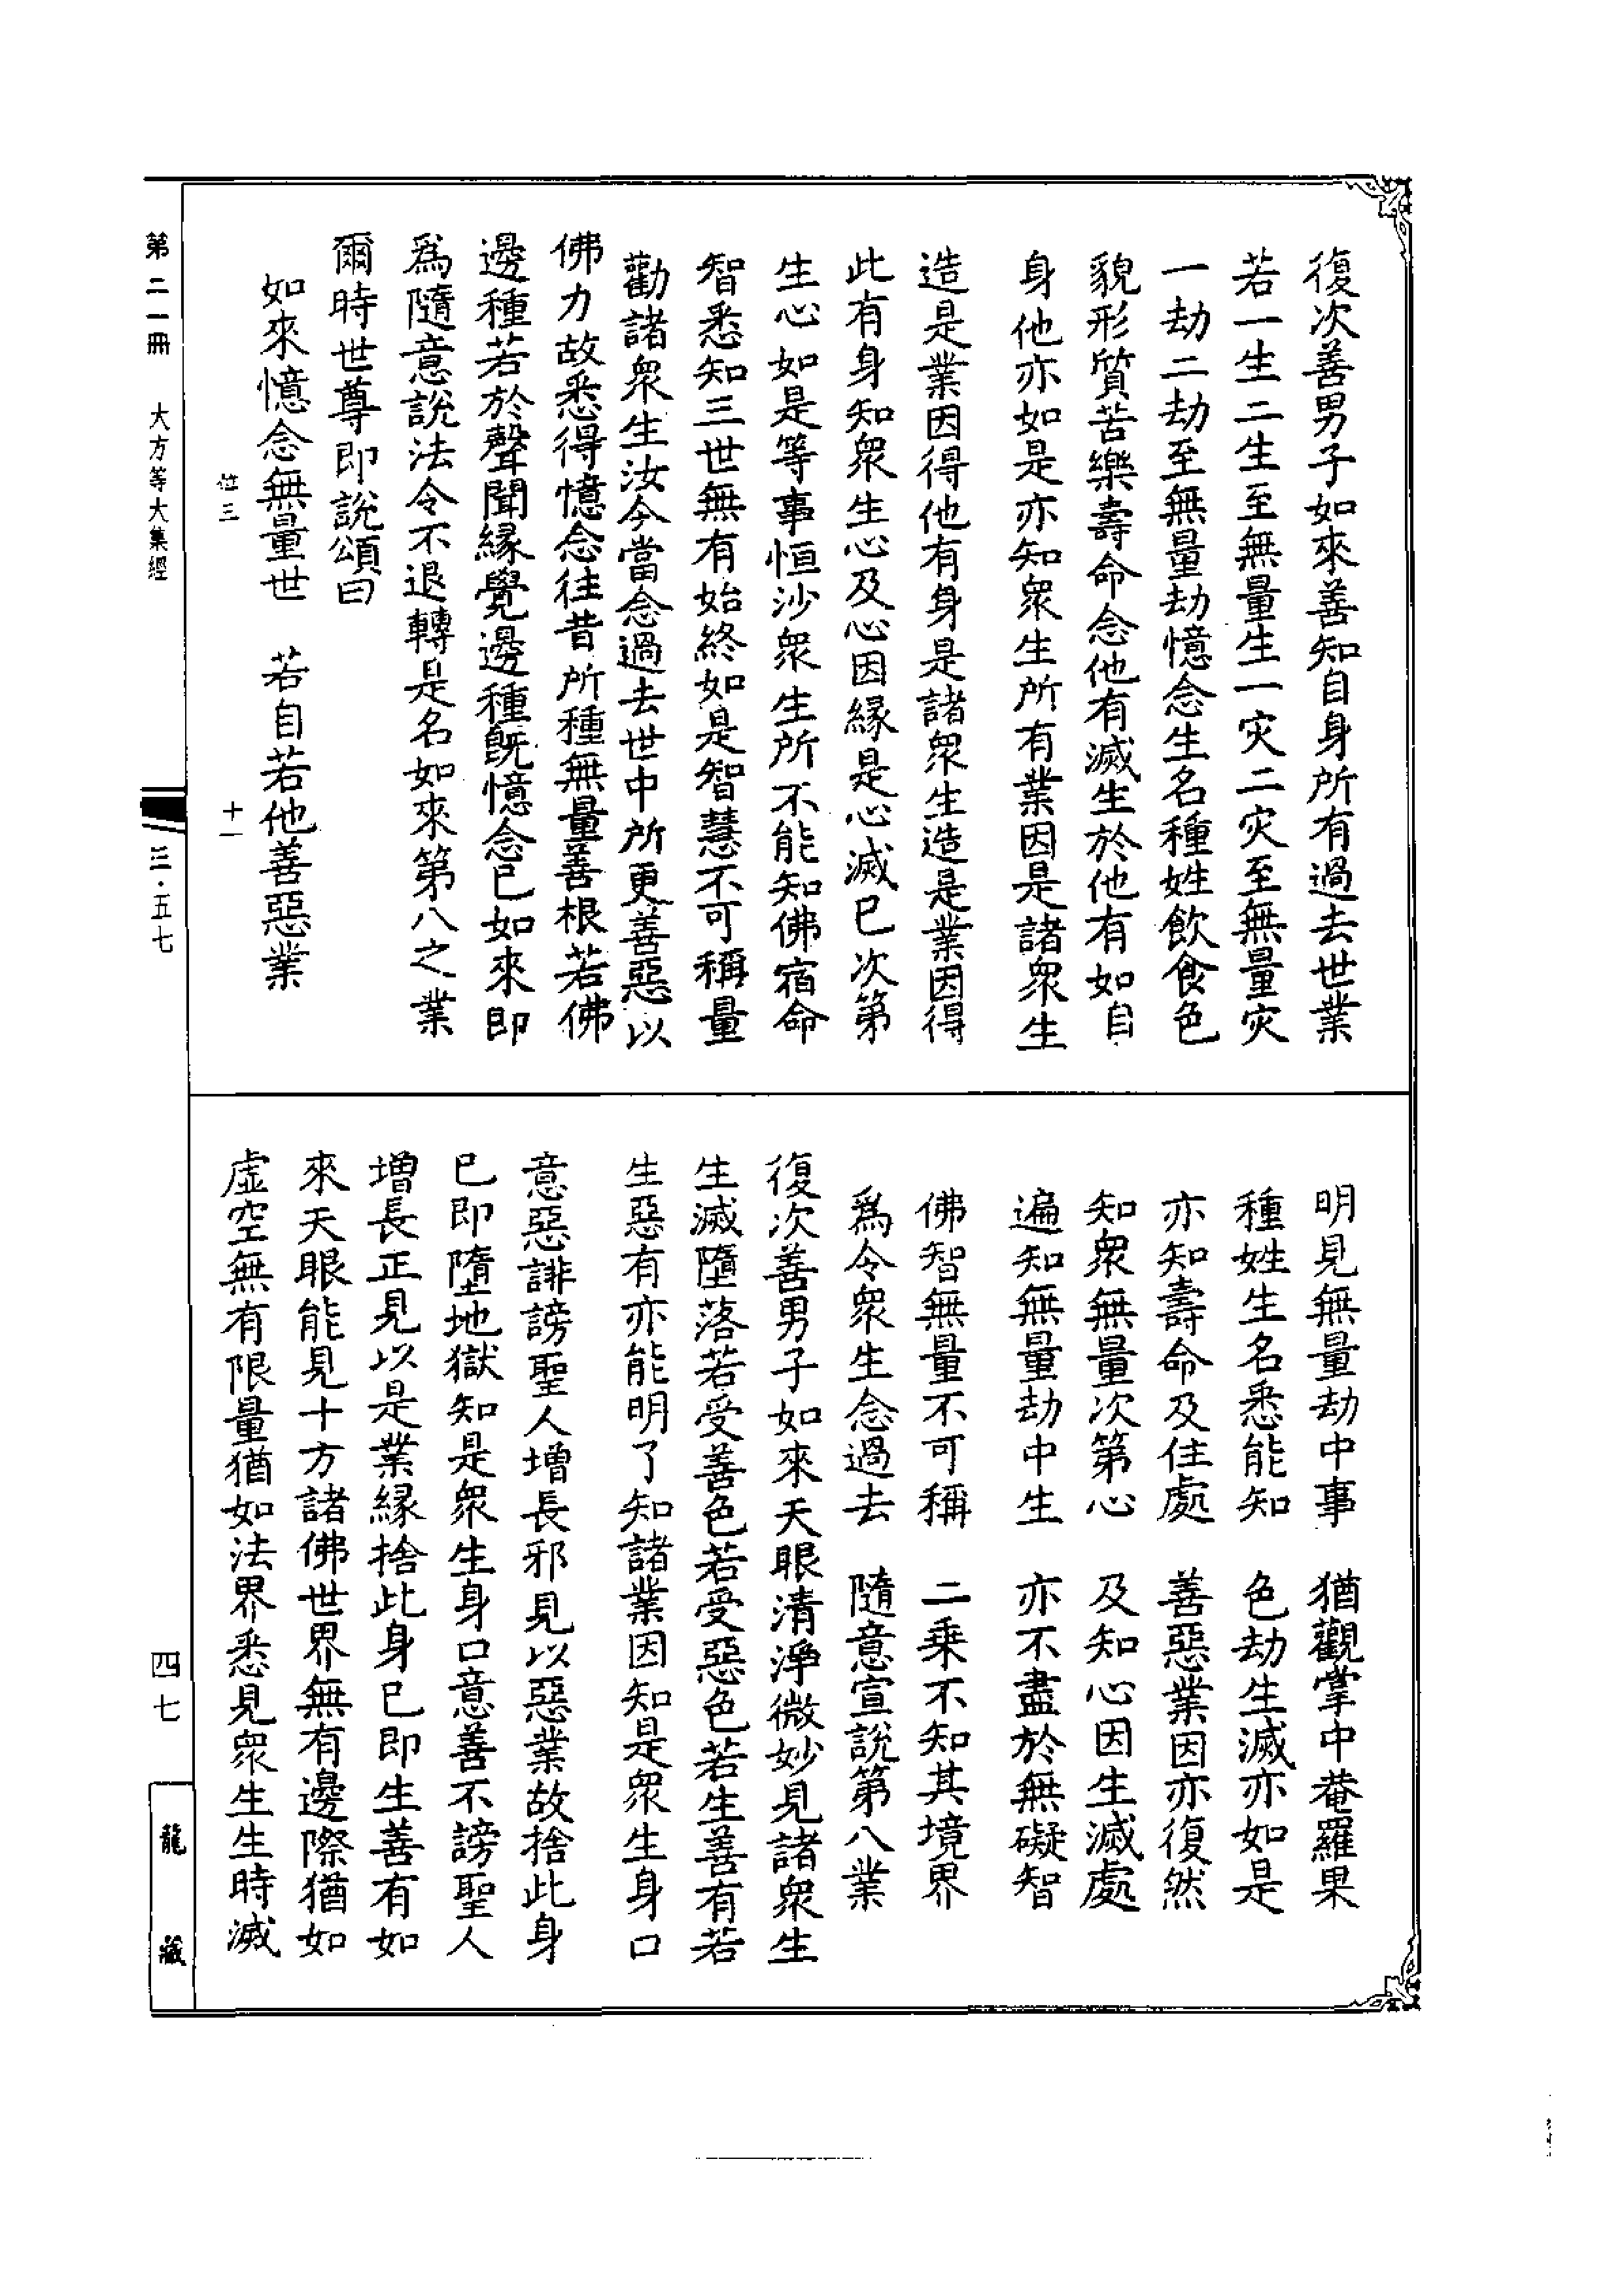 復次善男子如來善知自身所有過去世業
若一生二生至無量生一灾二灾至無量灾
一劫二劫至無量劫憶念生名種姓飲食色
貌形質苦樂壽命念他有滅生於他有如自
身他亦如是亦知衆生所有業因是諸衆生
造是業因得他有身是諸衆生造是業因得
此有身知衆生心及心因緣是心滅已次第
生心如是等事恒沙衆生所不能知佛宿命
智悉知三世無有始終如是智慧不可稱量
勸諸衆生汝今當念過去世中所更善惡以
佛力故悉得憶念往昔所種無量善根若佛
邊種若於聲聞緣覺邊種既憶念已如來即
爲隨意說法令不退轉是名如來第八之業
爾時世尊即說頌曰
如來憶念無量世　若自若他善惡業
明見無量劫中事　猶觀掌中菴羅果
種姓生名悉能知　色劫生滅亦如是
亦知壽命及住處　善惡業因亦復然
知衆無量次第心　及知心因生滅處
遍知無量劫中生　亦不盡於無礙智
佛智無量不可稱　二乘不知其境界
爲令衆生念過去　隨意宣說第八業
復次善男子如來天眼清淨微妙見諸衆生
生滅墮落若受善色若受惡色若生善有若
生惡有亦能明了知諸業因知是衆生身口
意惡誹謗聖人增長邪見以惡業故捨此身
已即墮地獄知是衆生身口意善不謗聖人
增長正見以是業緣捨此身已即生善有如
來天眼能見十方諸佛世界無有邊際猶如
虛空無有限量猶如法界悉見衆生生時滅
第二一冊　大方等大集經
三・五七
四七
龍藏
三
十一